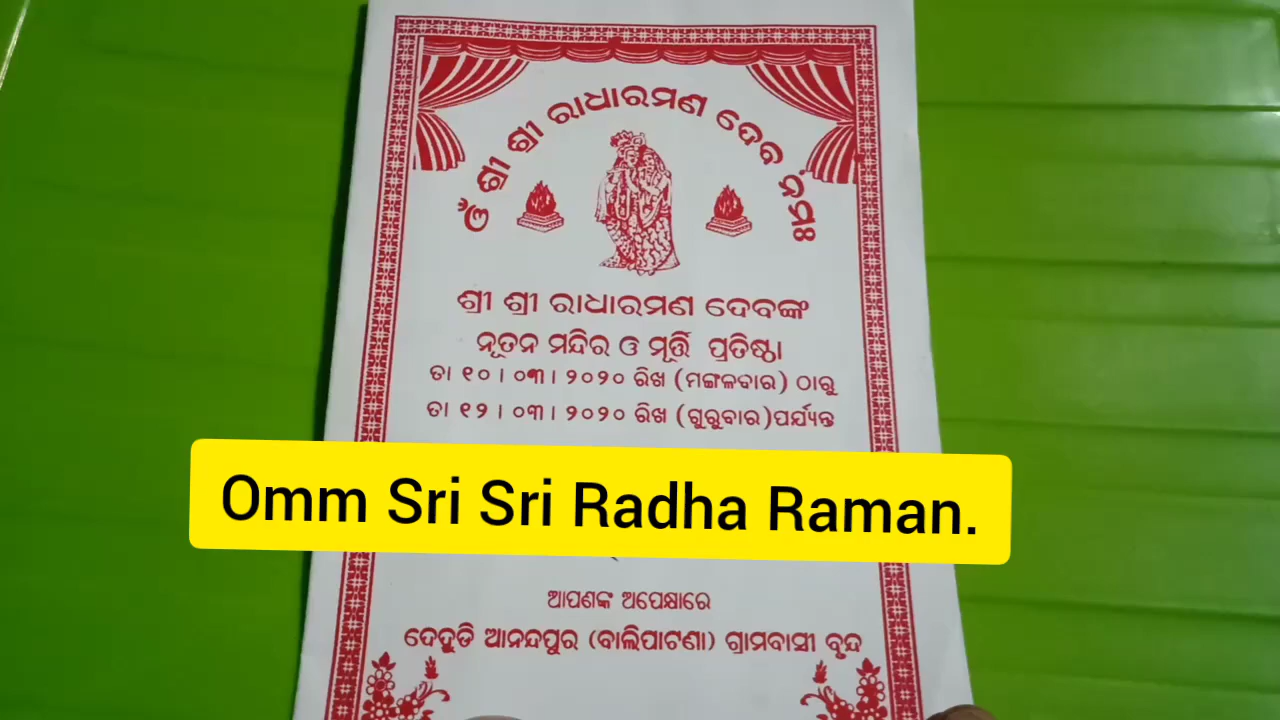 ଓଁ ଶ୍ରୀ ଶ୍ରୀ ରାଧାରମଣ ଦେବ ନମଃ
ଶ୍ରୀ ଶ୍ରୀ ରାଧାରମଣ ଦେବଙ୍କ
ନୂତନ ମନ୍ଦିର ଓ ମୂର୍ତ୍ତି ପ୍ରତିଷ୍ଠା
ତା ୧୦ । ୦୩ । ୨୦୨୦ ରିଖ (ମଙ୍ଗଳବାର) ଠାରୁ
ତା ୧୨ । ୦୩ । ୨୦୨୦ ରିଖ (ଗୁରୁବାର) ପର୍ଯ୍ୟନ୍ତ
Omm Sri Sri Radha Raman.
ଆପଣଙ୍କ ଅପେକ୍ଷାରେ
ଦେହୁଡି ଆନନ୍ଦପୁର (ବାଲିପାଟଣା) ଗ୍ରାମବାସୀ ବୃନ୍ଦ